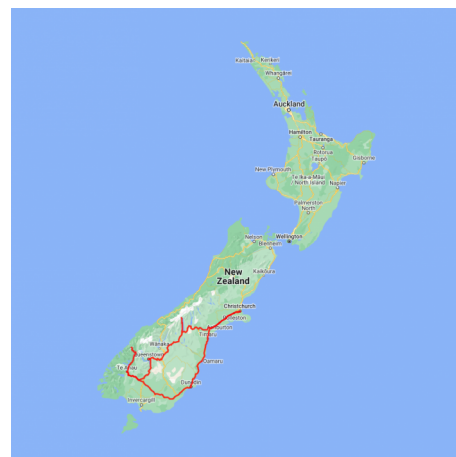 Kaitaia
Kerikeri
Whangārei
Auckland
Hamilton
Tauranga
Rotorua
Taupō
Gisborne
New Plymouth
Te Ika-a-Māui
/ North Island
Napier
Palmerston
North
Nelson
Wellington
Blenheim
New
Zealand
Kaikōura
Christchurch
Timaru
Wānaka
Queenstown
Oamaru
Te Anau
Dunedin
Invercargill